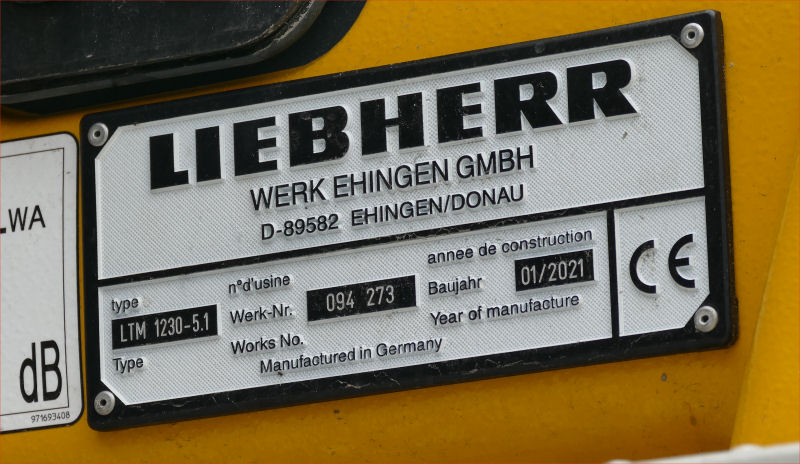 LIEBHERR
WERK EHINGEN GMBH
D-89582 EHINGEN/DONAU
type
LTM 1230-5.1
Type
n°d'usine
Werk-Nr. 094 273
Works No.
annee de construction
Baujahr 01/2021
Year of manufacture
Manufactured in Germany
CE
LWA
dB
971693408